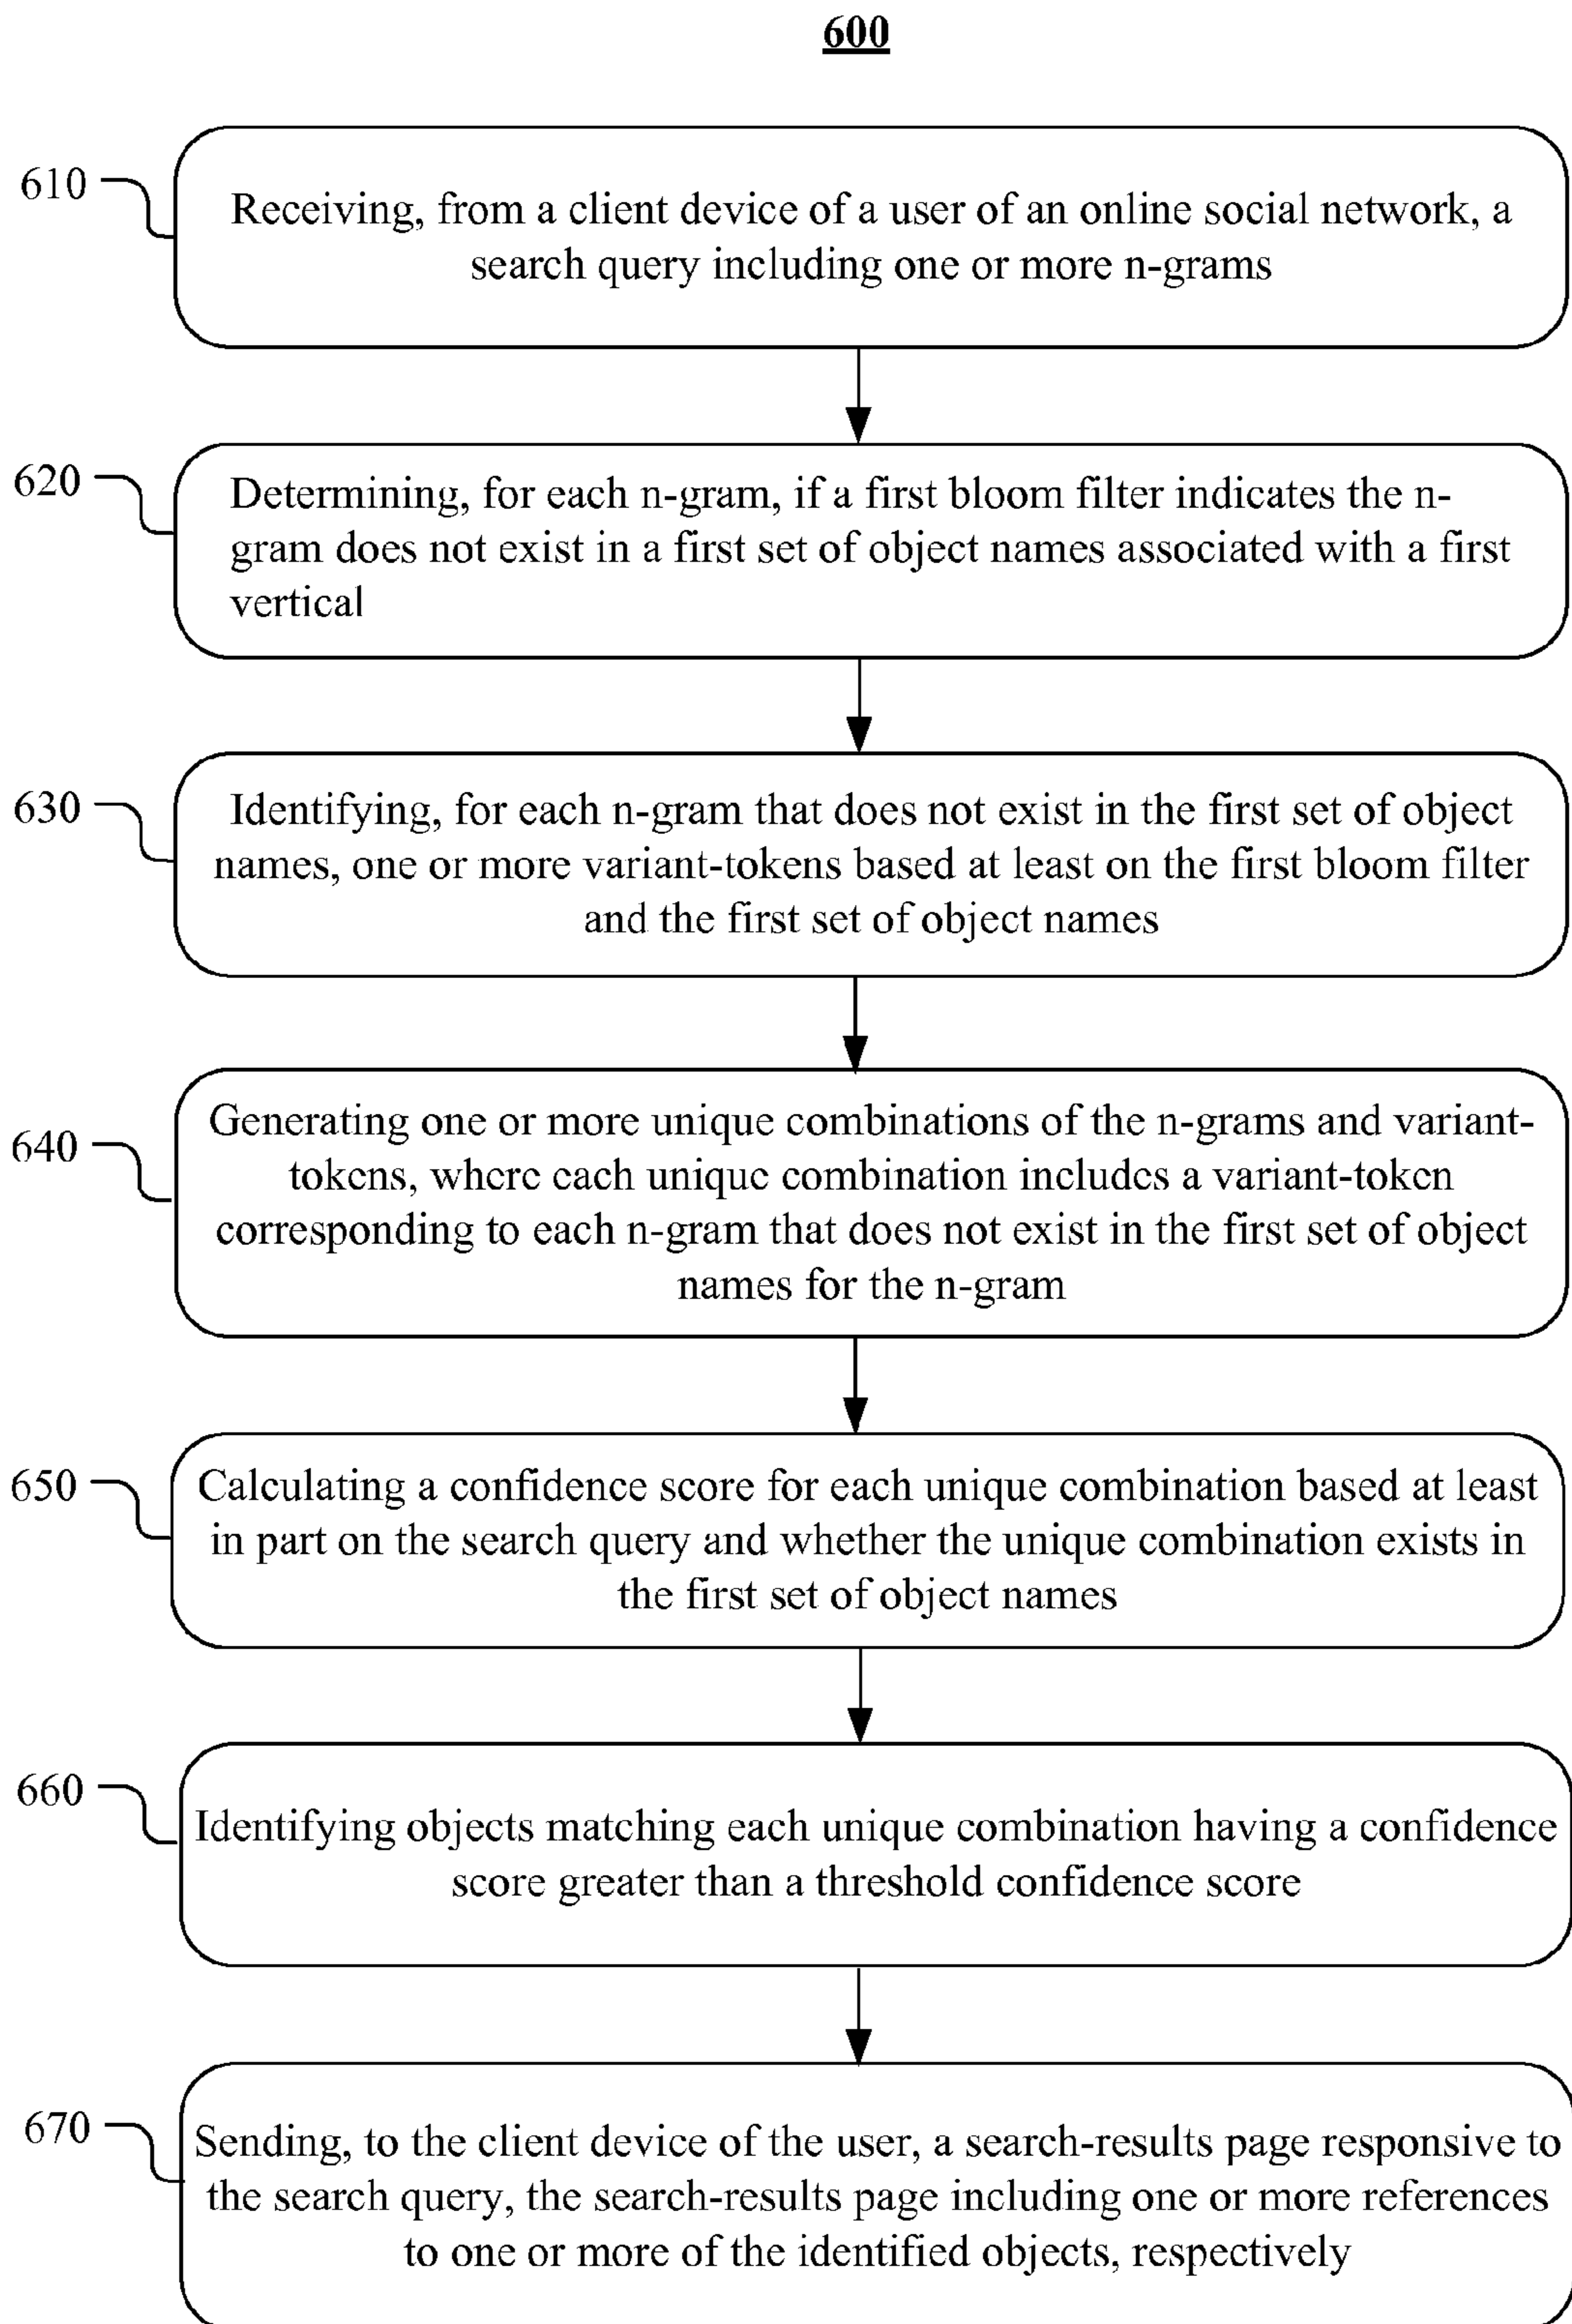 600
610
Receiving, from a client device of a user of an online social network, a
search query including one or more n-grams
620
Determining, for each n-gram, if a first bloom filter indicates the n-
gram does not exist in a first set of object names associated with a first
vertical
630
Identifying, for each n-gram that does not exist in the first set of object
names, one or more variant-tokens based at least on the first bloom filter
and the first set of object names
640
Generating one or more unique combinations of the n-grams and variant-
tokens, where each unique combination includes a variant-token
corresponding to each n-gram that does not exist in the first set of object
names for the n-gram
650
Calculating a confidence score for each unique combination based at least
in part on the search query and whether the unique combination exists in
the first set of object names
660
Identifying objects matching each unique combination having a confidence
score greater than a threshold confidence score
670
Sending, to the client device of the user, a search-results page responsive to
the search query, the search-results page including one or more references
to one or more of the identified objects, respectively